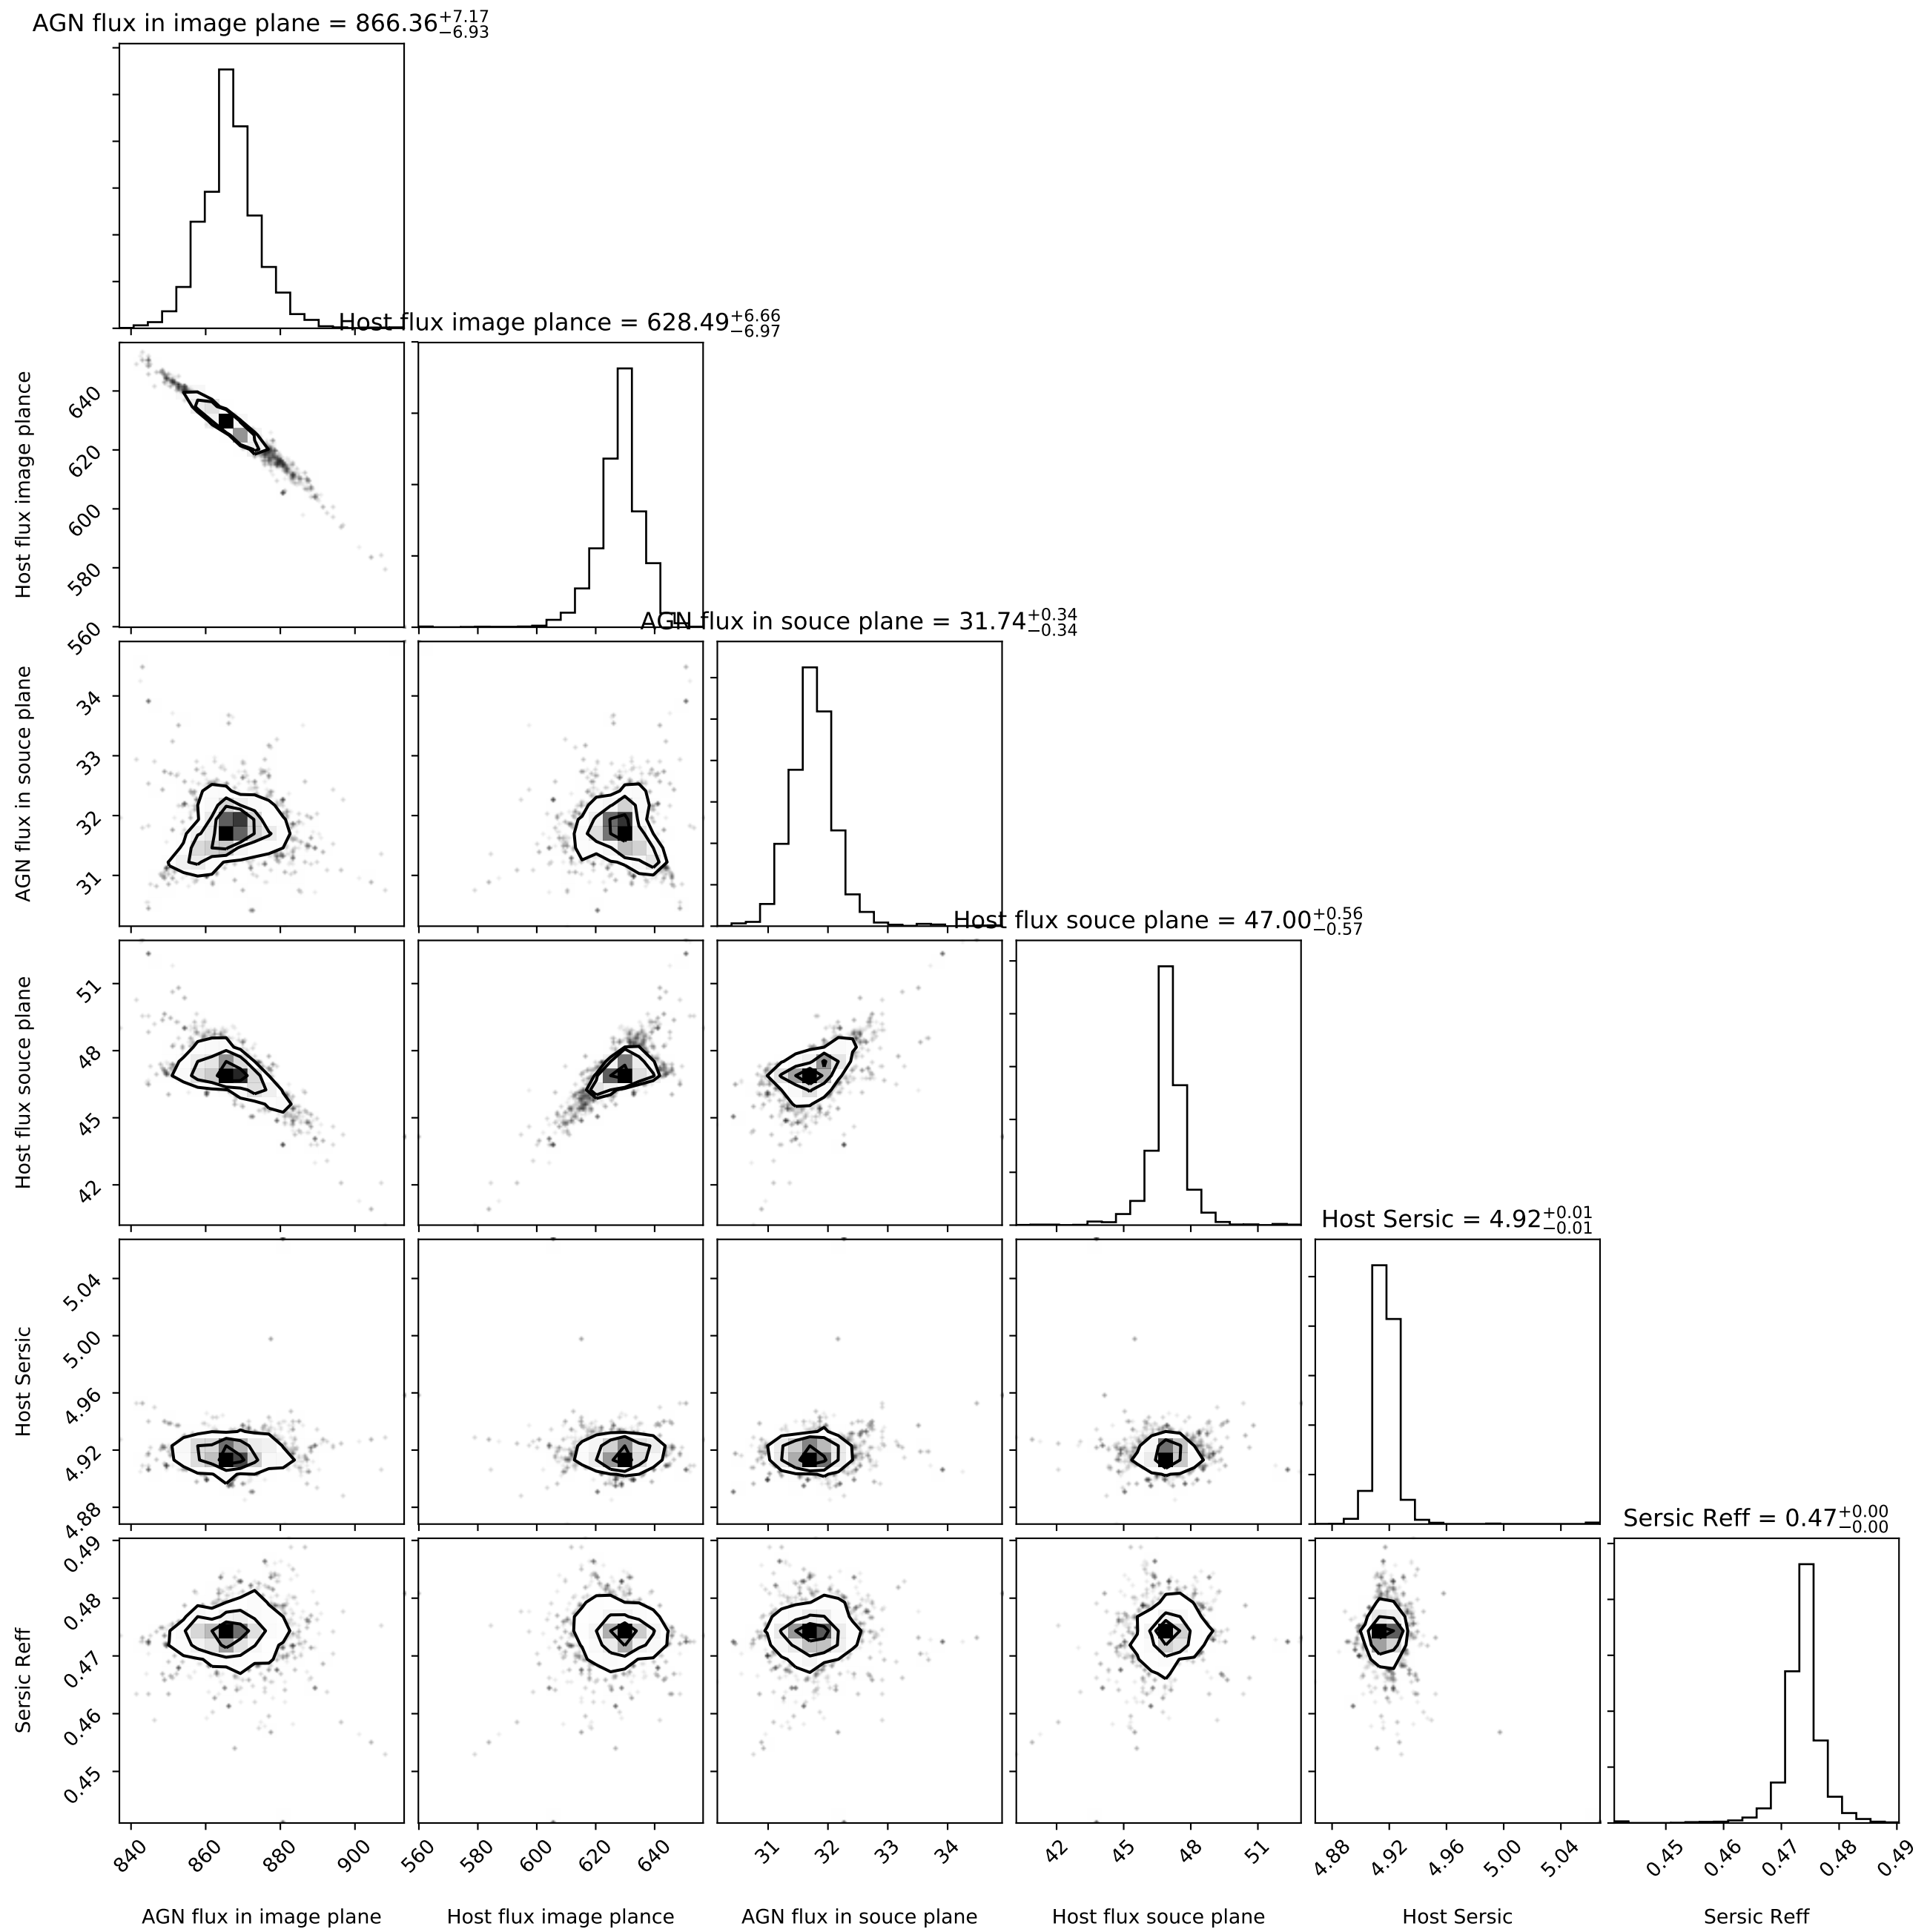 AGN flux in image plane = 866.36+7.17−6.93
Host flux image plance = 628.49+6.66−6.97
Host flux image plance
640
620
600
580
560
AGN flux in souce plane = 31.74+0.34−0.34
AGN flux in souce plane
34
33
32
31
Host flux souce plane = 47.00+0.56−0.57
Host flux souce plane
51
48
45
42
Host Sersic = 4.92+0.01−0.01
Host Sersic
5.04
5.00
4.96
4.92
4.88
Sersic Reff = 0.47+0.00−0.00
Sersic Reff
0.49
0.48
0.47
0.46
0.45
840 860 880 900 560 580 600 620 640 31 32 33 34 42 45 48 51 4.88 4.92 4.96 5.00 5.04 0.45 0.46 0.47 0.48 0.49
AGN flux in image plane Host flux image plance AGN flux in souce plane Host flux souce plane Host Sersic Sersic Reff